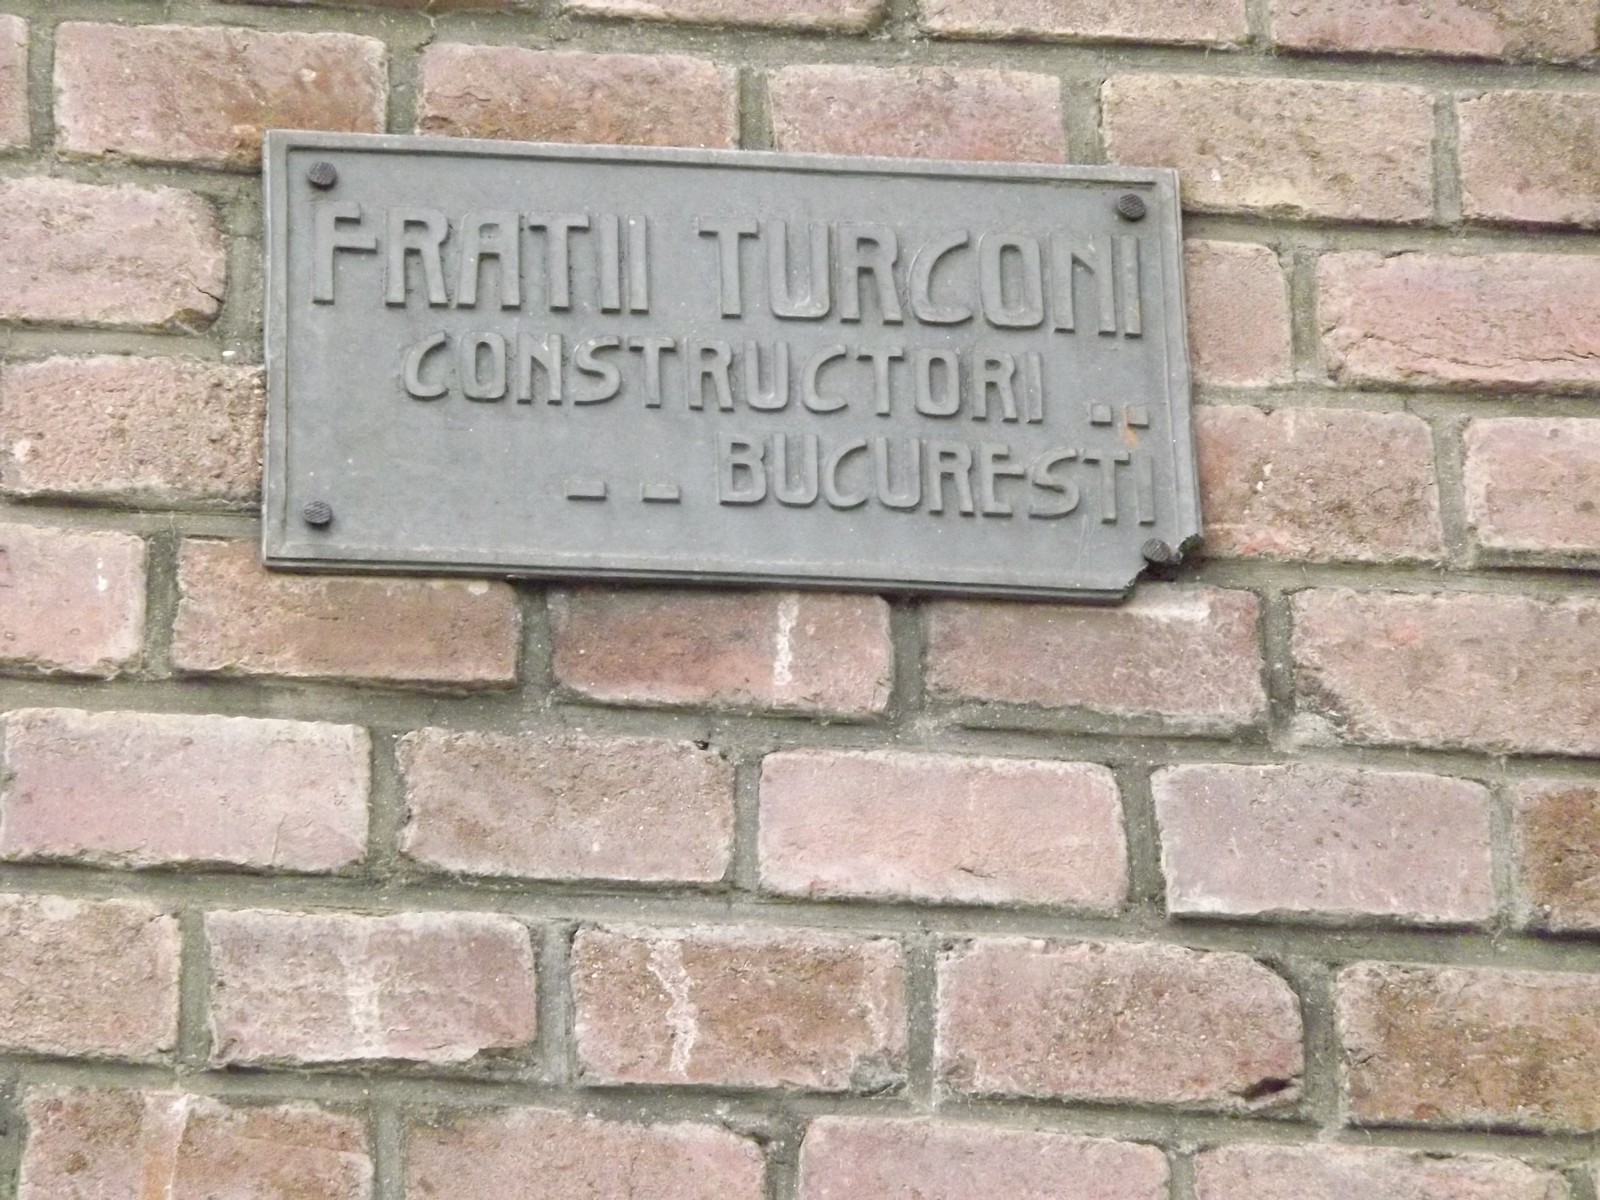 FRATII TURCONI
CONSTRUCTORI ..
-- BUCURESTI